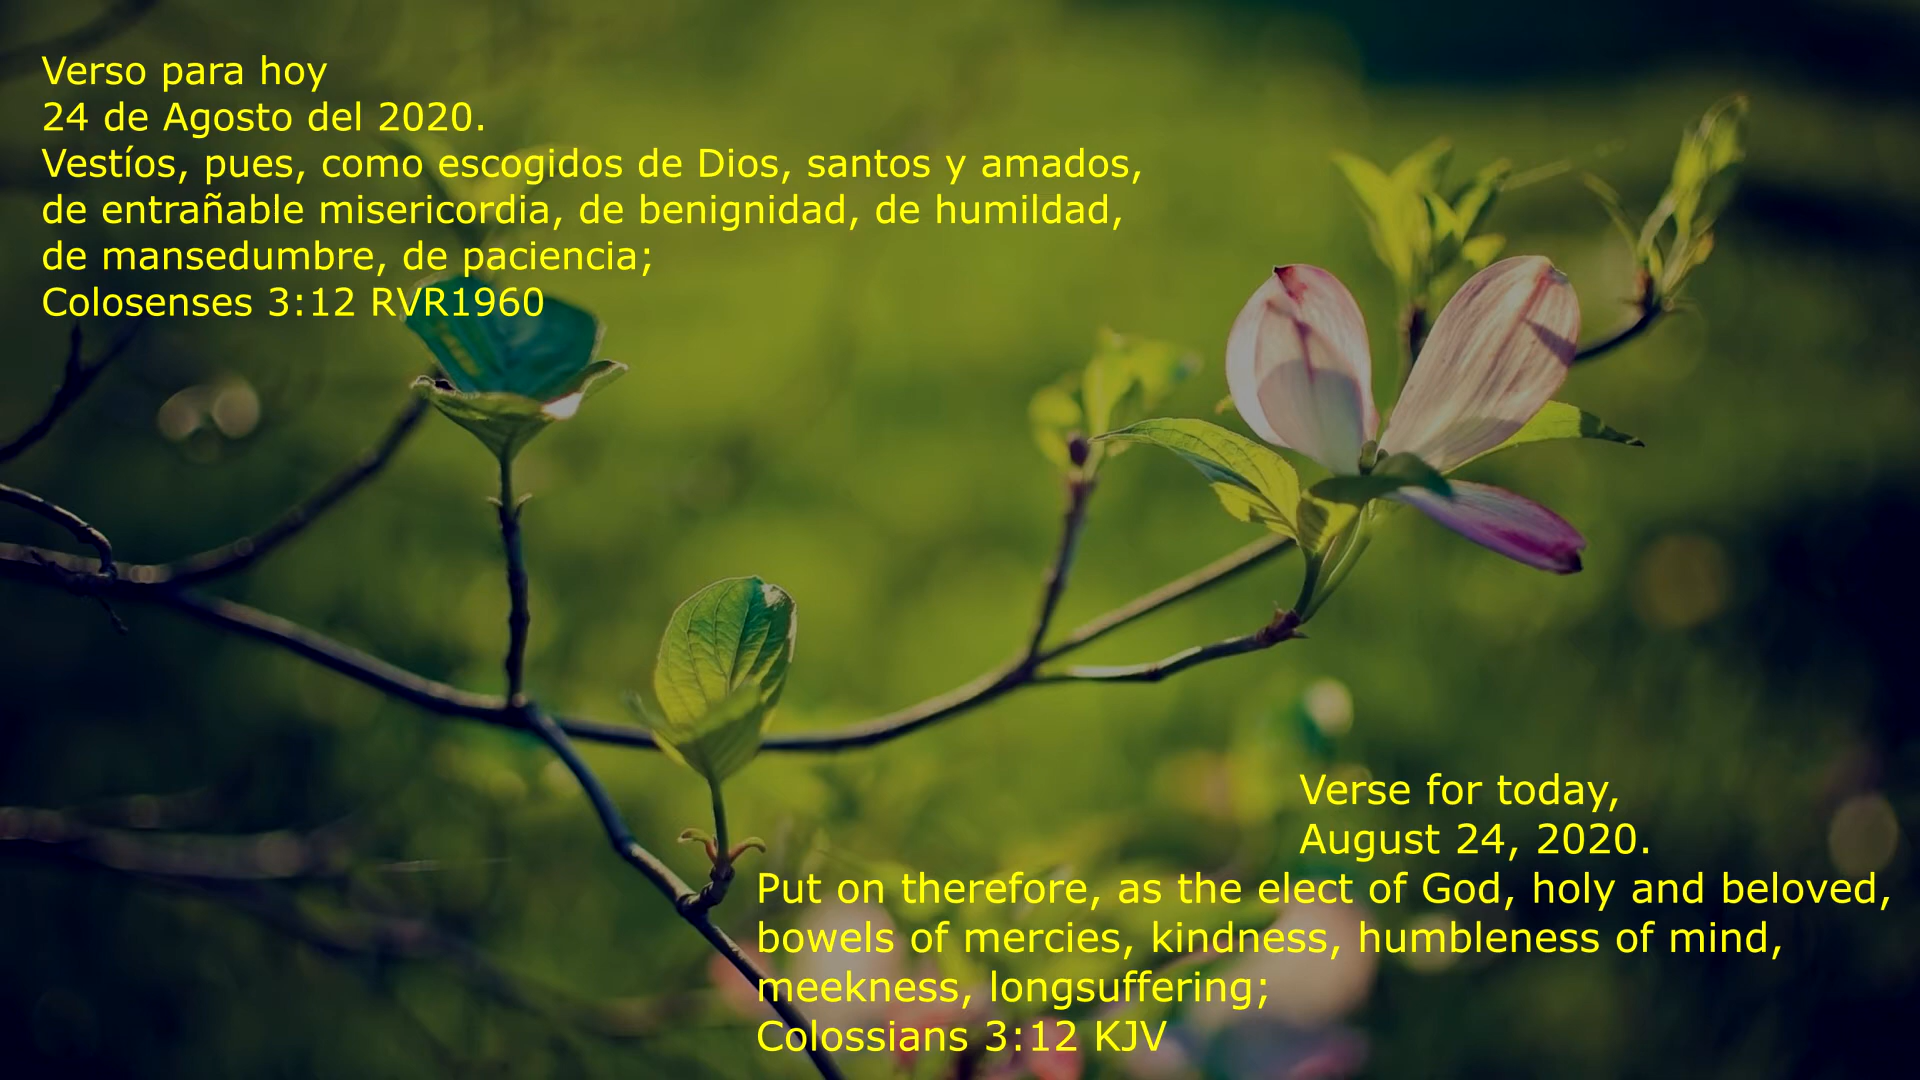 Verso para hoy
24 de Agosto del 2020.
Vestíos, pues, como escogidos de Dios, santos y amados,
de entrañable misericordia, de benignidad, de humildad,
de mansedumbre, de paciencia;
Colosenses 3:12 RVR1960
Verse for today,
August 24, 2020.
Put on therefore, as the elect of God, holy and beloved,
bowels of mercies, kindness, humbleness of mind,
meekness, longsuffering;
Colossians 3:12 KJV